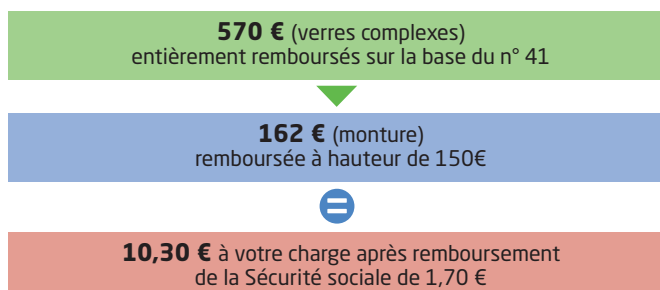 570 € (verres complexes)
entièrement remboursés sur la base du n° 41
162 € (monture)
remboursée à hauteur de 150€
10,30 € à votre charge après remboursement
de la Sécurité sociale de 1,70 €